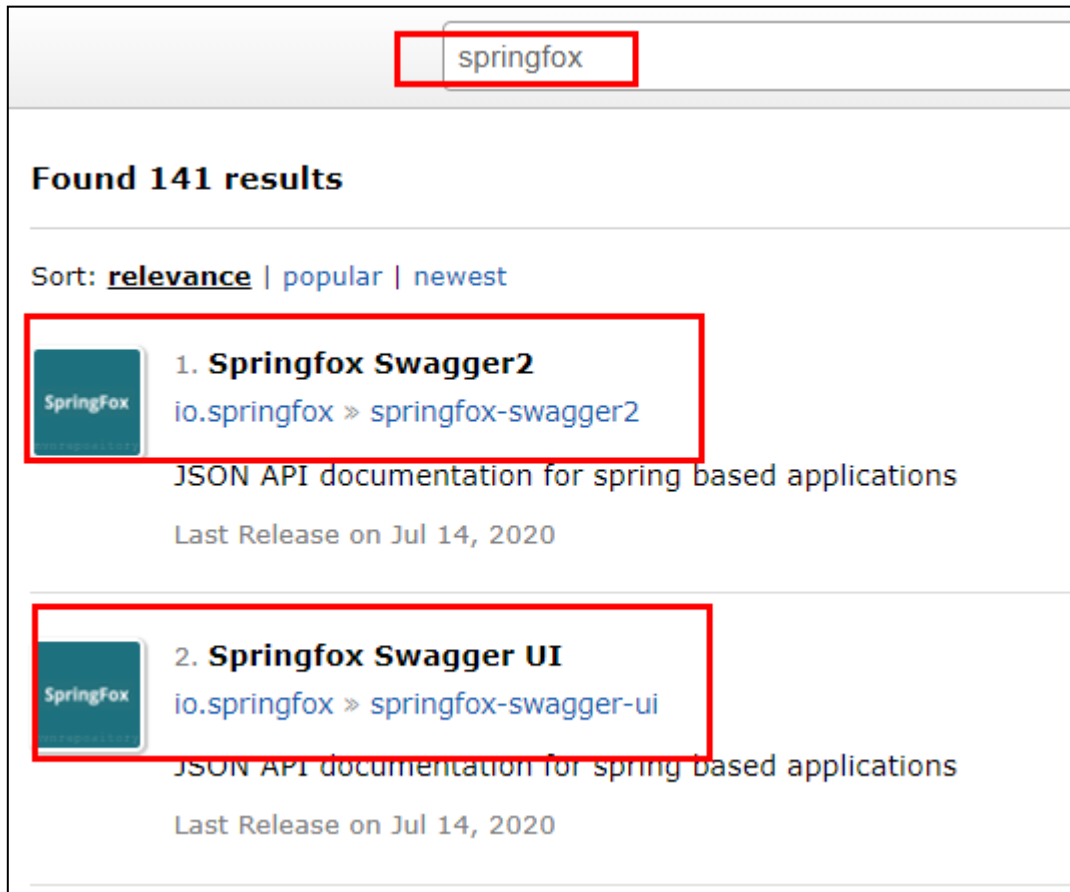 springfox
Found 141 results
Sort: relevance | popular | newest
SpringFox
mvnrepository
1. Springfox Swagger2
io.springfox » springfox-swagger2
JSON API documentation for spring based applications
Last Release on Jul 14, 2020
SpringFox
mvnrepository
2. Springfox Swagger UI
io.springfox » springfox-swagger-ui
JSON API documentation for spring based applications
Last Release on Jul 14, 2020